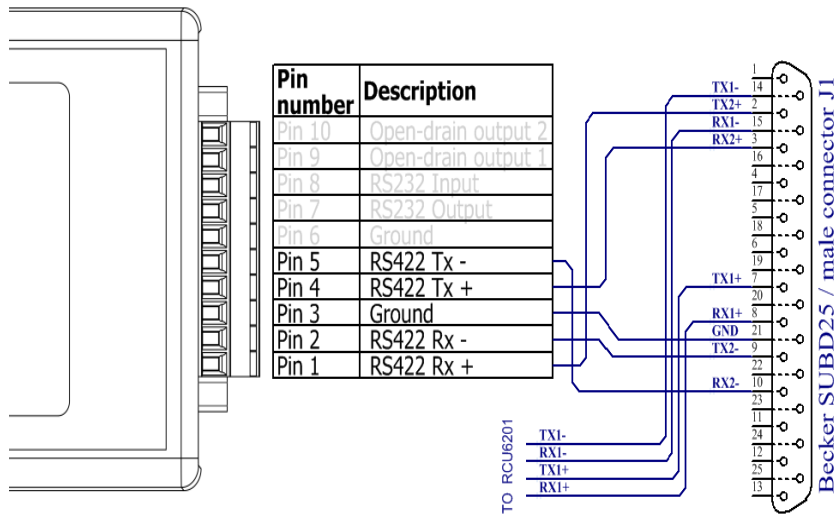 Pin number Description
Pin 10 Open-drain output 2
Pin 9 Open-drain output 1
Pin 8 RS232 Input
Pin 7 RS232 Output
Pin 6 Ground
Pin 5 RS422 Tx -
Pin 4 RS422 Tx +
Pin 3 Ground
Pin 2 RS422 Rx -
Pin 1 RS422 Rx +
TO RCU6201
TX1-
RX1-
TX1+
RX1+
1
TX1- 14
TX2+ 2
RX1- 15
RX2+ 3
16
4
17
5
18
6
19
TX1+ 7
20
RX1+ 8
GND 21
TX2- 9
22
RX2- 10
23
11
24
12
25
13
Becker SUBD25 / male connector J1